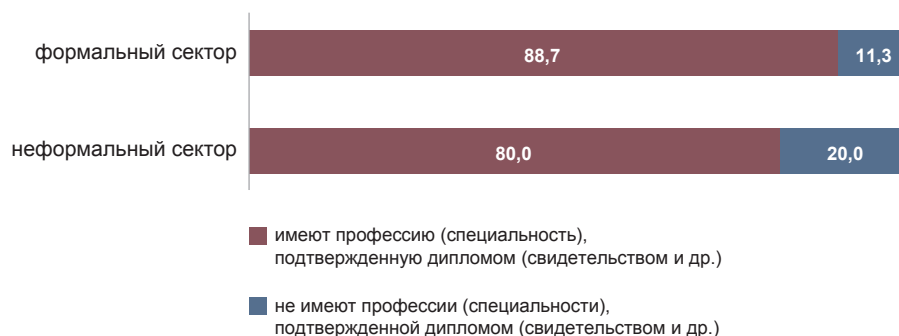 формальный сектор
88,7
11,3
неформальный сектор
80,0
20,0
имеют профессию (специальность),
подтвержденную дипломом (свидетельством и др.)
не имеют профессии (специальности),
подтвержденной дипломом (свидетельством и др.)